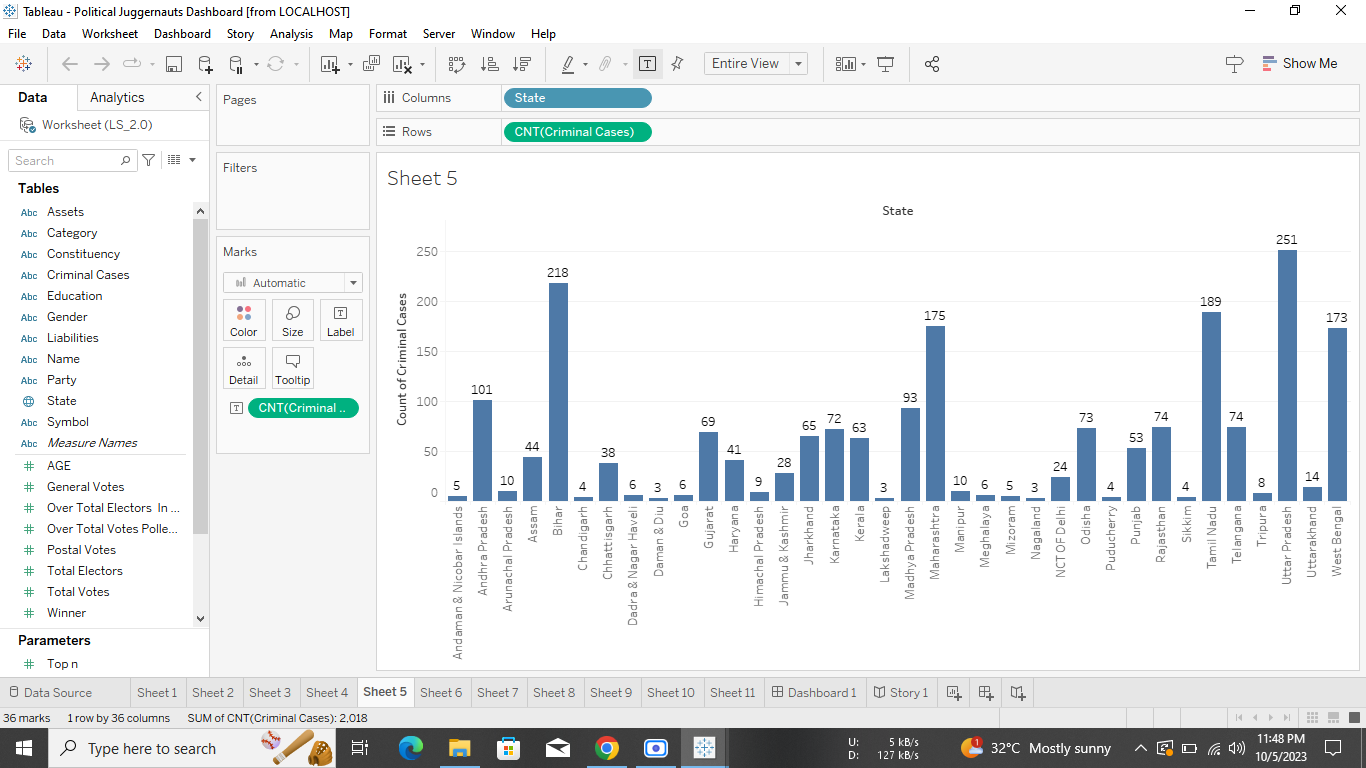 Tableau - Political Juggernauts Dashboard [from LOCALHOST]
File Data Worksheet Dashboard Story Analysis Map Format Server Window Help
Entire View
Show Me
Data Analytics
Worksheet (LS_2.0)
Search
Tables
Abc Assets
Abc Category
Abc Constituency
Abc Criminal Cases
Abc Education
Abc Gender
Abc Liabilities
Abc Name
Abc Party
State
Abc Symbol
Abc Measure Names
# AGE
# General Votes
# Over Total Electors In ...
# Over Total Votes Polle...
# Postal Votes
# Total Electors
# Total Votes
# Winner
Parameters
# Top n
Pages
Filters
Marks
Automatic
Color Size Label
Detail Tooltip
CNT(Criminal ..
Columns State
Rows CNT(Criminal Cases)
Sheet 5
State
Count of Criminal Cases
250
200
150
100
50
0
5 101 10 44 218 4 38 6 3 6 69 41 9 28 65 72 63 3 93 175 10 6 5 3 24 73 4 53 74 4 189 74 8 251 14 173
Andaman & Nicobar Islands
Andhra Pradesh
Arunachal Pradesh
Assam
Bihar
Chandigarh
Chhattisgarh
Dadra & Nagar Haveli
Daman & Diu
Goa
Gujarat
Haryana
Himachal Pradesh
Jammu & Kashmir
Jharkhand
Karnataka
Kerala
Lakshadweep
Madhya Pradesh
Maharashtra
Manipur
Meghalaya
Mizoram
Nagaland
NCT OF Delhi
Odisha
Puducherry
Punjab
Rajasthan
Sikkim
Tamil Nadu
Telangana
Tripura
Uttar Pradesh
Uttarakhand
West Bengal
Data Source Sheet 1 Sheet 2 Sheet 3 Sheet 4 Sheet 5 Sheet 6 Sheet 7 Sheet 8 Sheet 9 Sheet 10 Sheet 11 Dashboard 1 Story 1
36 marks 1 row by 36 columns SUM of CNT(Criminal Cases): 2,018
Type here to search
U: 5 kB/s
D: 127 kB/s
1
32°C Mostly sunny
11:48 PM
10/5/2023